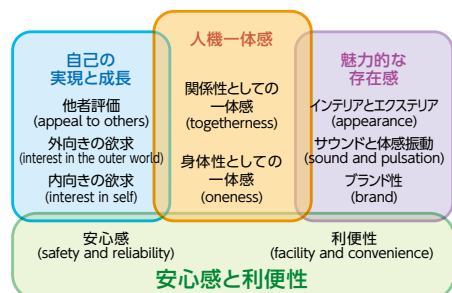 自己の
実現と成長
他者評価
(appeal to others)
外向きの欲求
(interest in the outer world)
内向きの欲求
(interest in self)
人機一体感
関係性としての
一体感
(togetherness)
身体性としての
一体感
(oneness)
魅力的な
存在感
インテリアとエクステリア
(appearance)
サウンドと体感振動
(sound and pulsation)
ブランド性
(brand)
安心感
(safety and reliability)
利便性
(facility and convenience)
安心感と利便性